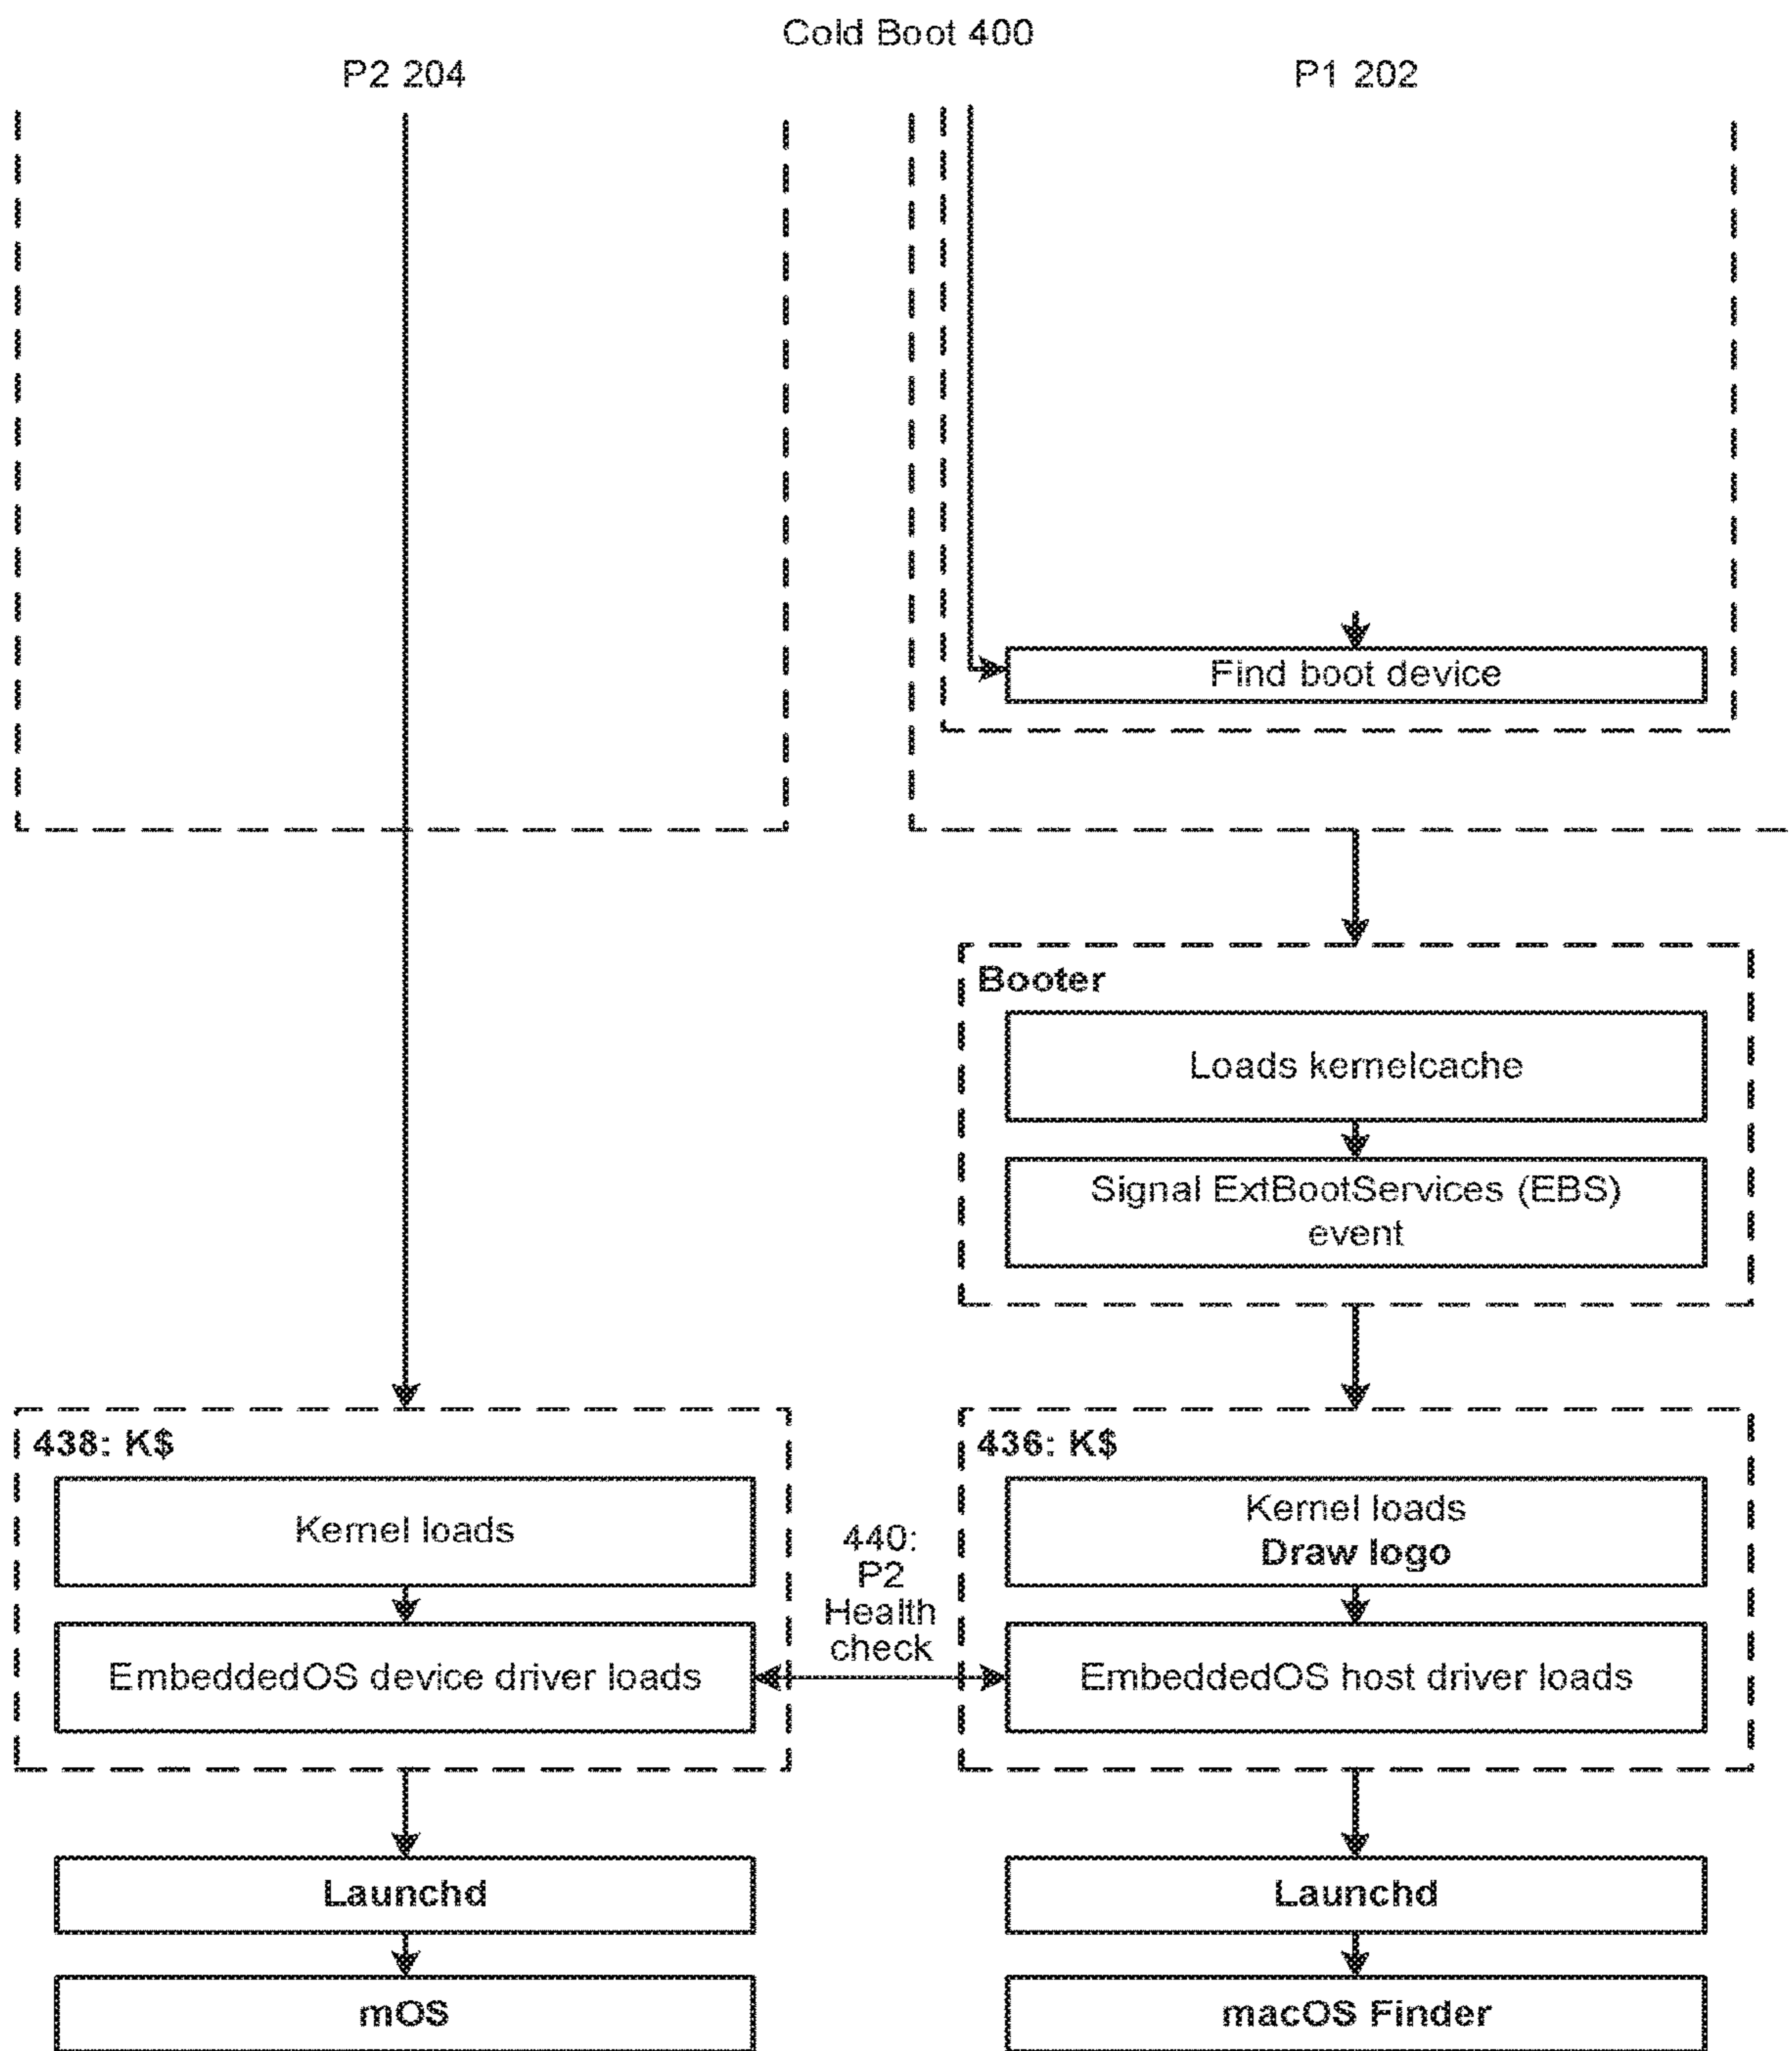 Cold Boot 400
P2 204
P1 202
Find boot device
Booter
Loads kernelcache
Signal ExtBootServices (EBS)
event
438: K$
Kernel loads
EmbeddedOS device driver loads
440:
P2
Health
check
436: K$
Kernel loads
Draw logo
EmbeddedOS host driver loads
Launchd
mOS
Launchd
macOS Finder